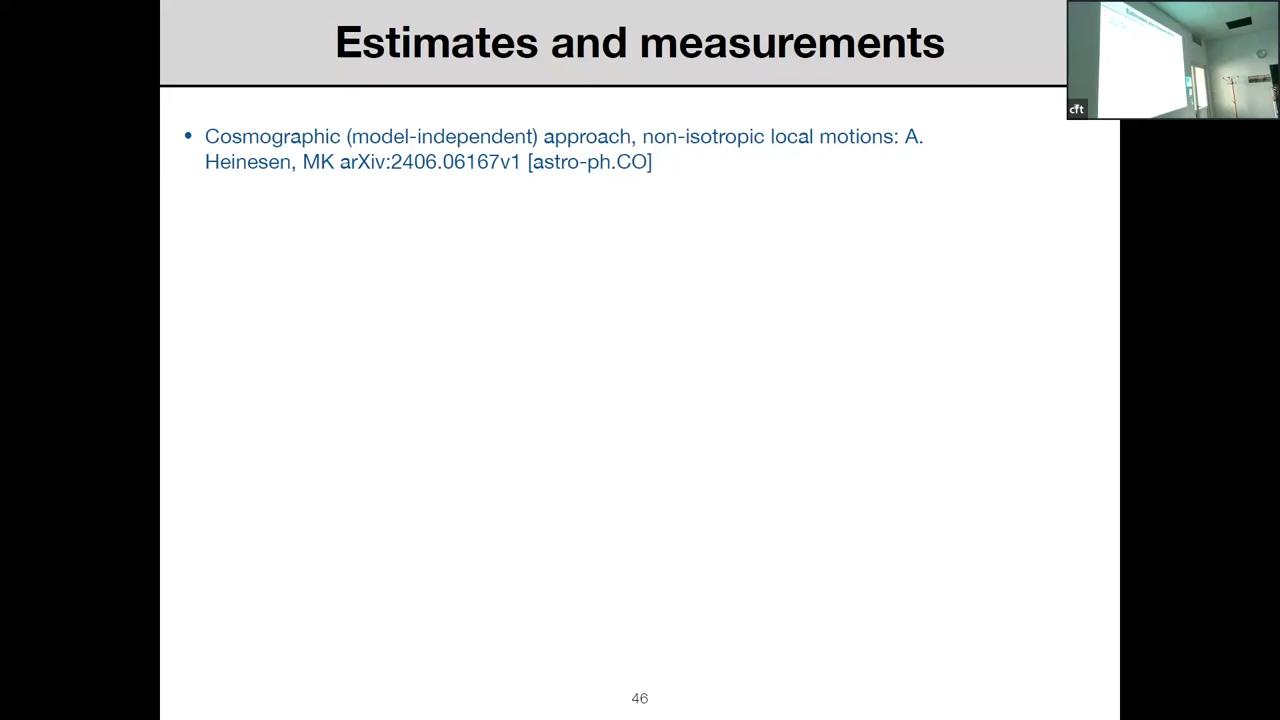 Estimates and measurements
• Cosmographic (model-independent) approach, non-isotropic local motions: A.
Heinesen, MK arXiv:2406.06167v1 [astro-ph.CO]
46
cft